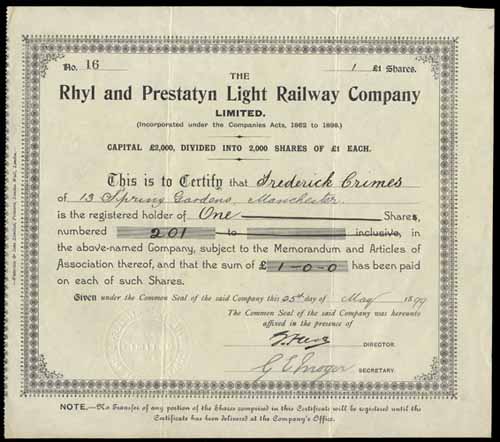 No. 16 1 £1 Shares.
THE
Rhyl and Prestatyn Light Railway Company
LIMITED.
(Incorporated under the Companies Acts, 1862 to 1898.)
CAPITAL £2,000, DIVIDED INTO 2,000 SHARES OF £1 EACH.
This is to Certify that Frederick Crimes
of 13 Spring Gardens, Manchester
is the registered holder of One Shares,
numbered 201 to inclusive, in
the above-named Company, subject to the Memorandum and Articles of
Association thereof, and that the sum of £1-0-0 has been paid
on each of such Shares.
Given under the Common Seal of the said Company this 25th day of May 1899
The Common Seal of the said Company was hereunto
affixed in the presence of
DIRECTOR.
SECRETARY.
NOTE.—No Transfer of any portion of the Shares comprised in this Certificate will be registered until the
Certificate has been delivered at the Company's Office.